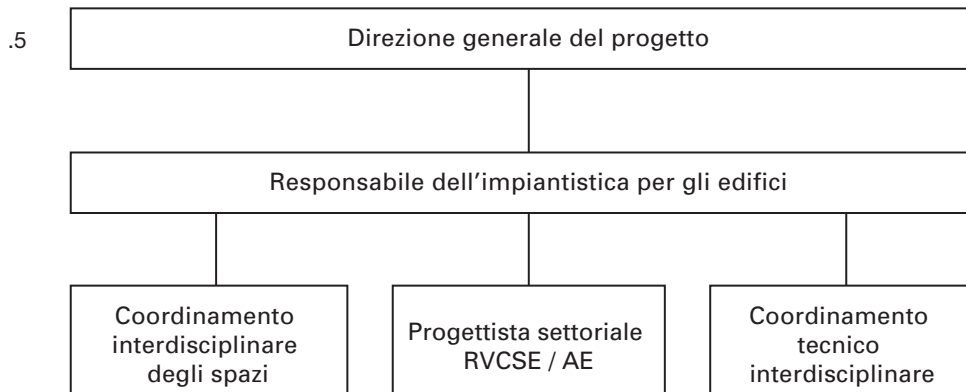 .5
Direzione generale del progetto
Responsabile dell’impiantistica per gli edifici
Coordinamento
interdisciplinare
degli spazi
Progettista settoriale
RVCSE / AE
Coordinamento
tecnico
interdisciplinare